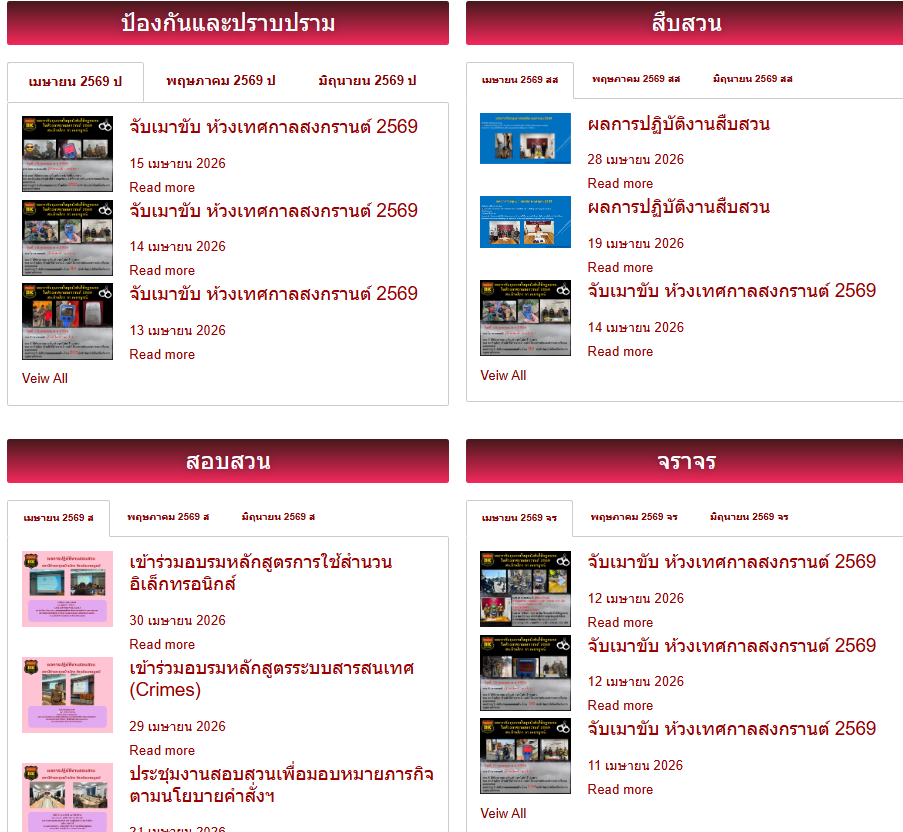 ป้องกันและปราบปราม
เมษายน 2569 ป
พฤษภาคม 2569 ป
มิถุนายน 2569 ป
จับเมาขับ ห้วงเทศกาลสงกรานต์ 2569
15 เมษายน 2026
Read more
จับเมาขับ ห้วงเทศกาลสงกรานต์ 2569
14 เมษายน 2026
Read more
จับเมาขับ ห้วงเทศกาลสงกรานต์ 2569
13 เมษายน 2026
Read more
Veiw All
สืบสวน
เมษายน 2569 สส
พฤษภาคม 2569 สส
มิถุนายน 2569 สส
ผลการปฏิบัติงานสืบสวน
28 เมษายน 2026
Read more
ผลการปฏิบัติงานสืบสวน
19 เมษายน 2026
Read more
จับเมาขับ ห้วงเทศกาลสงกรานต์ 2569
14 เมษายน 2026
Read more
Veiw All
สอบสวน
เมษายน 2569 ส
พฤษภาคม 2569 ส
มิถุนายน 2569 ส
เข้าร่วมอบรมหลักสูตรการใช้สำนวน
อิเล็กทรอนิกส์
30 เมษายน 2026
Read more
เข้าร่วมอบรมหลักสูตรระบบสารสนเทศ
(Crimes)
29 เมษายน 2026
Read more
ประชุมงานสอบสวนเพื่อมอบหมายภารกิจ
ตามนโยบายคำสั่งฯ
21 เมษายน 2026
จราจร
เมษายน 2569 จร
พฤษภาคม 2569 จร
มิถุนายน 2569 จร
จับเมาขับ ห้วงเทศกาลสงกรานต์ 2569
12 เมษายน 2026
Read more
จับเมาขับ ห้วงเทศกาลสงกรานต์ 2569
12 เมษายน 2026
Read more
จับเมาขับ ห้วงเทศกาลสงกรานต์ 2569
11 เมษายน 2026
Read more
Veiw All